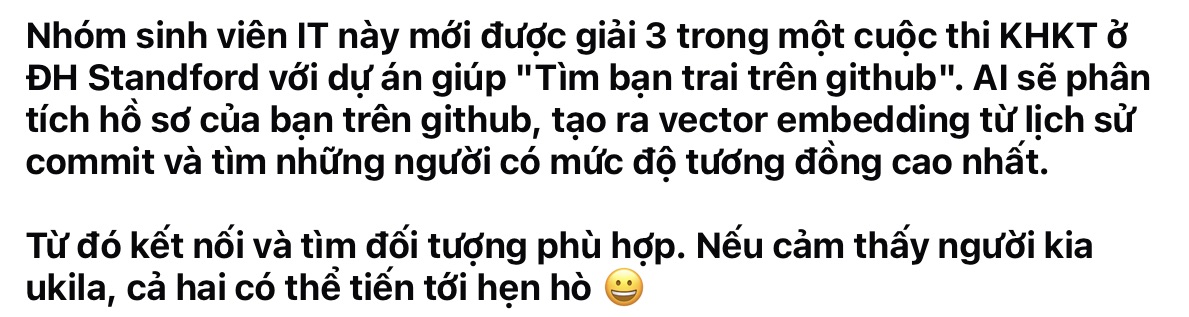 Nhóm sinh viên IT này mới được giải 3 trong một cuộc thi KHKT ở
ĐH Standford với dự án giúp "Tìm bạn trai trên github". AI sẽ phân
tích hồ sơ của bạn trên github, tạo ra vector embedding từ lịch sử
commit và tìm những người có mức độ tương đồng cao nhất.
Từ đó kết nối và tìm đối tượng phù hợp. Nếu cảm thấy người kia
ukila, cả hai có thể tiến tới hẹn hò 😀